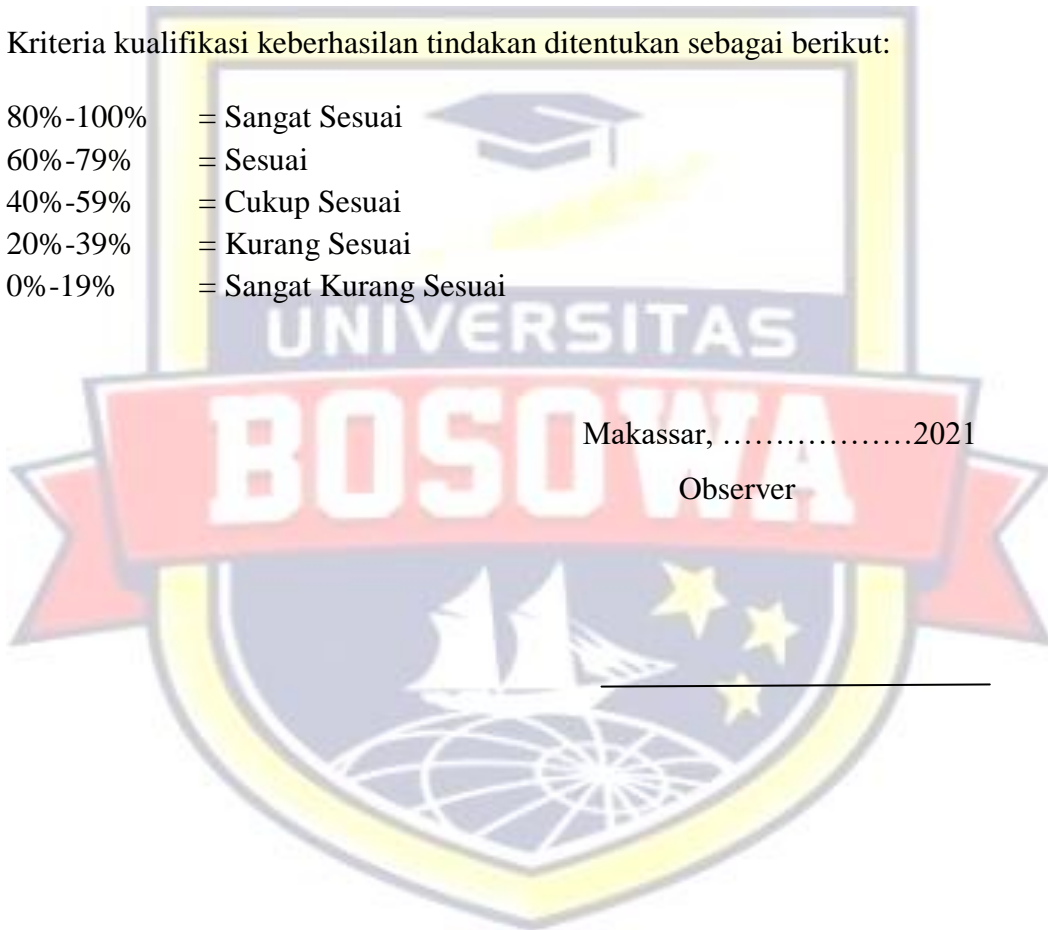 Kriteria kualifikasi keberhasilan tindakan ditentukan sebagai berikut:
80%-100% = Sangat Sesuai
60%-79% = Sesuai
40%-59% = Cukup Sesuai
20%-39% = Kurang Sesuai
0%-19% = Sangat Kurang Sesuai
UNIVERSITAS
BOSOWA
Makassar, ………………2021
Observer